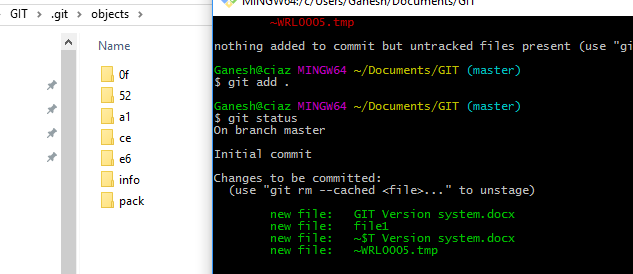 GIT > .git > objects >
Name
0f
52
a1
ce
e6
info
pack
MINGW64:/c/Users/Ganesh/Documents/GIT
~WRL0005.tmp
nothing added to commit but untracked files present (use "gi
Ganesh@ciaz MINGW64 ~/Documents/GIT (master)
$ git add .
Ganesh@ciaz MINGW64 ~/Documents/GIT (master)
$ git status
On branch master
Initial commit
Changes to be committed:
(use "git rm --cached <file>..." to unstage)
new file: GIT Version system.docx
new file: file1
new file: ~$T Version system.docx
new file: ~WRL0005.tmp